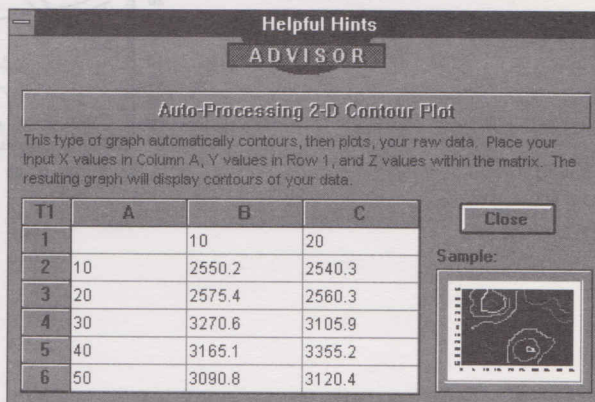 Helpful Hints
ADVISOR
Auto-Processing 2-D Contour Plot
This type of graph automatically contours, then plots, your raw data. Place your
Input X values in Column A, Y values in Row 1, and Z values within the matrix. The
resulting graph will display contours of your data.
T1 A B C
1 10 20
2 10 2550.2 2540.3
3 20 2575.4 2560.3
4 30 3270.6 3105.9
5 40 3165.1 3355.2
6 50 3090.8 3120.4
Close
Sample: